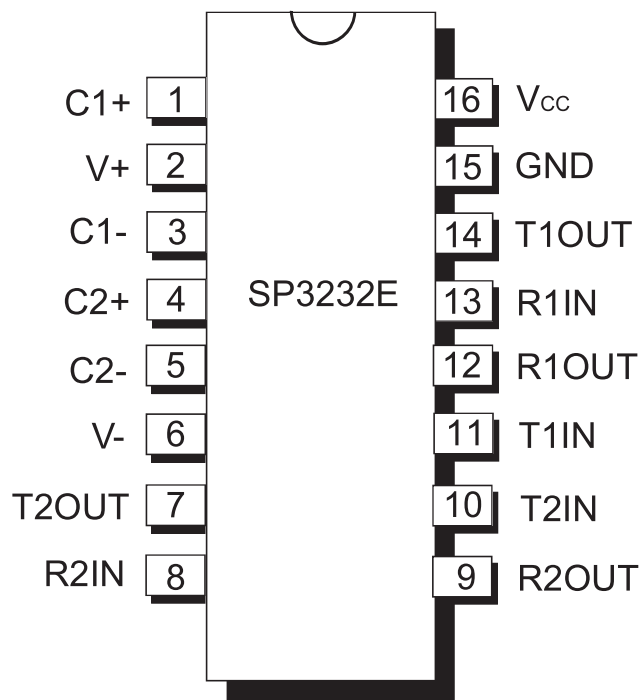 C1+ 1 16 VCC
V+ 2 15 GND
C1- 3 14 T1OUT
C2+ 4 SP3232E 13 R1IN
C2- 5 12 R1OUT
V- 6 11 T1IN
T2OUT 7 10 T2IN
R2IN 8 9 R2OUT